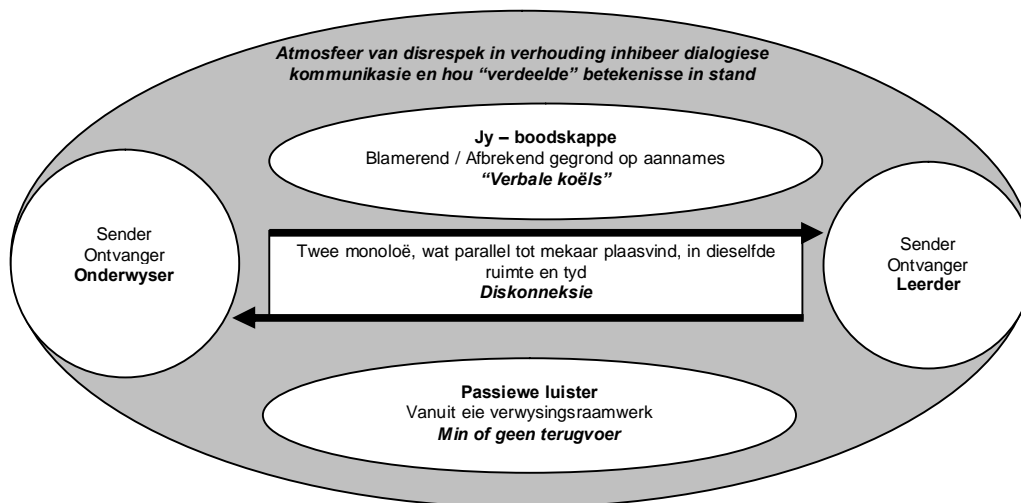 Atmosfeer van disrespek in verhouding inhibeer dialogiese
kommunikasie en hou “verdeelde” betekenisse in stand
Jy – boodskappe
Blamerend / Afbrekend gegrond op aannames
“Verbale koëls”
Sender
Ontvanger
Onderwyser
Twee monoloë, wat parallel tot mekaar plaasvind, in dieselfde
ruimte en tyd
Diskonneksie
Sender
Ontvanger
Leerder
Passiewe luister
Vanuit eie verwysingsraamwerk
Min of geen terugvoer